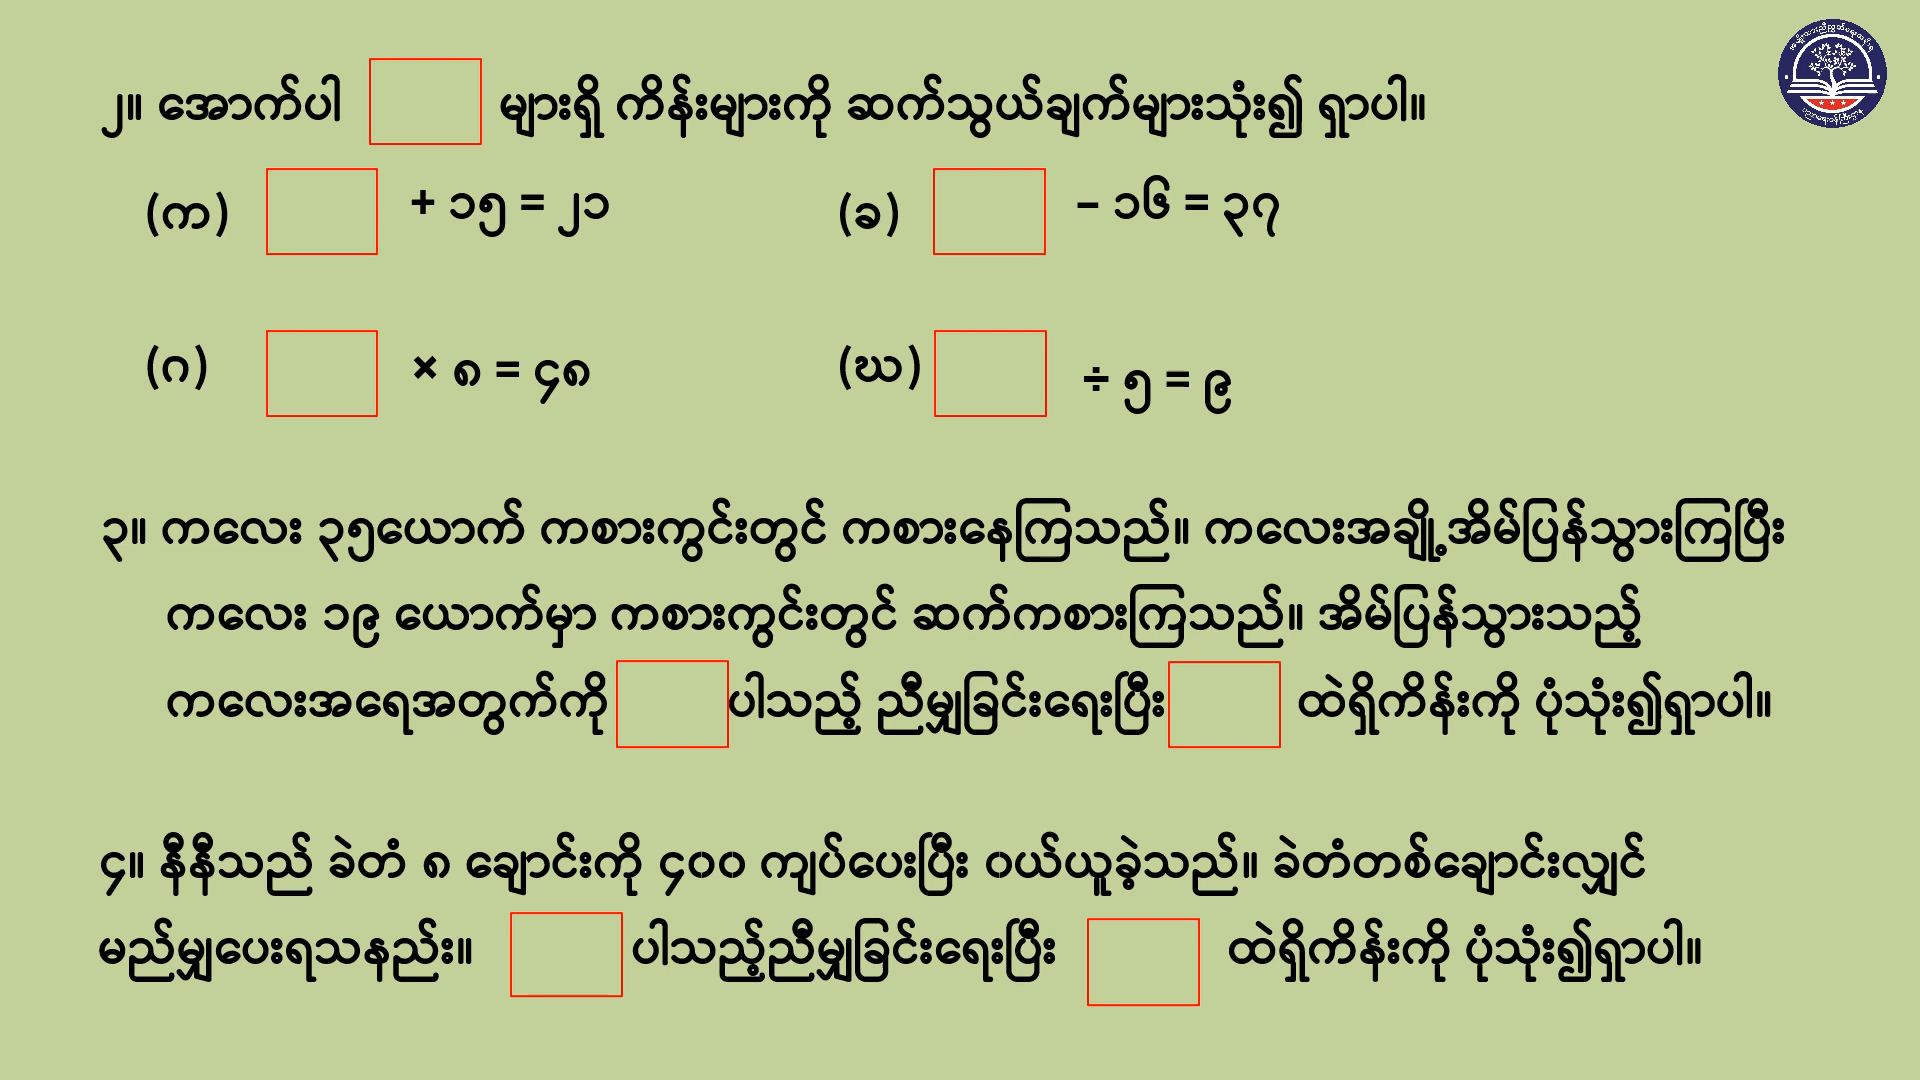 ၂။ အောက်ပါ များရှိ ကိန်းများကို ဆက်သွယ်ချက်များသုံး၍ ရှာပါ။
(က) + ၁၅ = ၂၁ (ခ) − ၁၆ = ၃၇
(ဂ) × ၈ = ၄၈ (ဃ) ÷ ၅ = ၉
၃။ ကလေး ၃၅ယောက် ကစားကွင်းတွင် ကစားနေကြသည်။ ကလေးအချို့အိမ်ပြန်သွားကြပြီး
ကလေး ၁၉ ယောက်မှာ ကစားကွင်းတွင် ဆက်ကစားကြသည်။ အိမ်ပြန်သွားသည့်
ကလေးအရေအတွက်ကို ပါသည့် ညီမျှခြင်းရေးပြီး ထဲရှိကိန်းကို ပုံသုံး၍ရှာပါ။
၄။ နီနီသည် ခဲတံ ၈ ချောင်းကို ၄၀၀ ကျပ်ပေးပြီး ဝယ်ယူခဲ့သည်။ ခဲတံတစ်ချောင်းလျှင်
မည်မျှပေးရသနည်း။ ပါသည့်ညီမျှခြင်းရေးပြီး ထဲရှိကိန်းကို ပုံသုံး၍ရှာပါ။